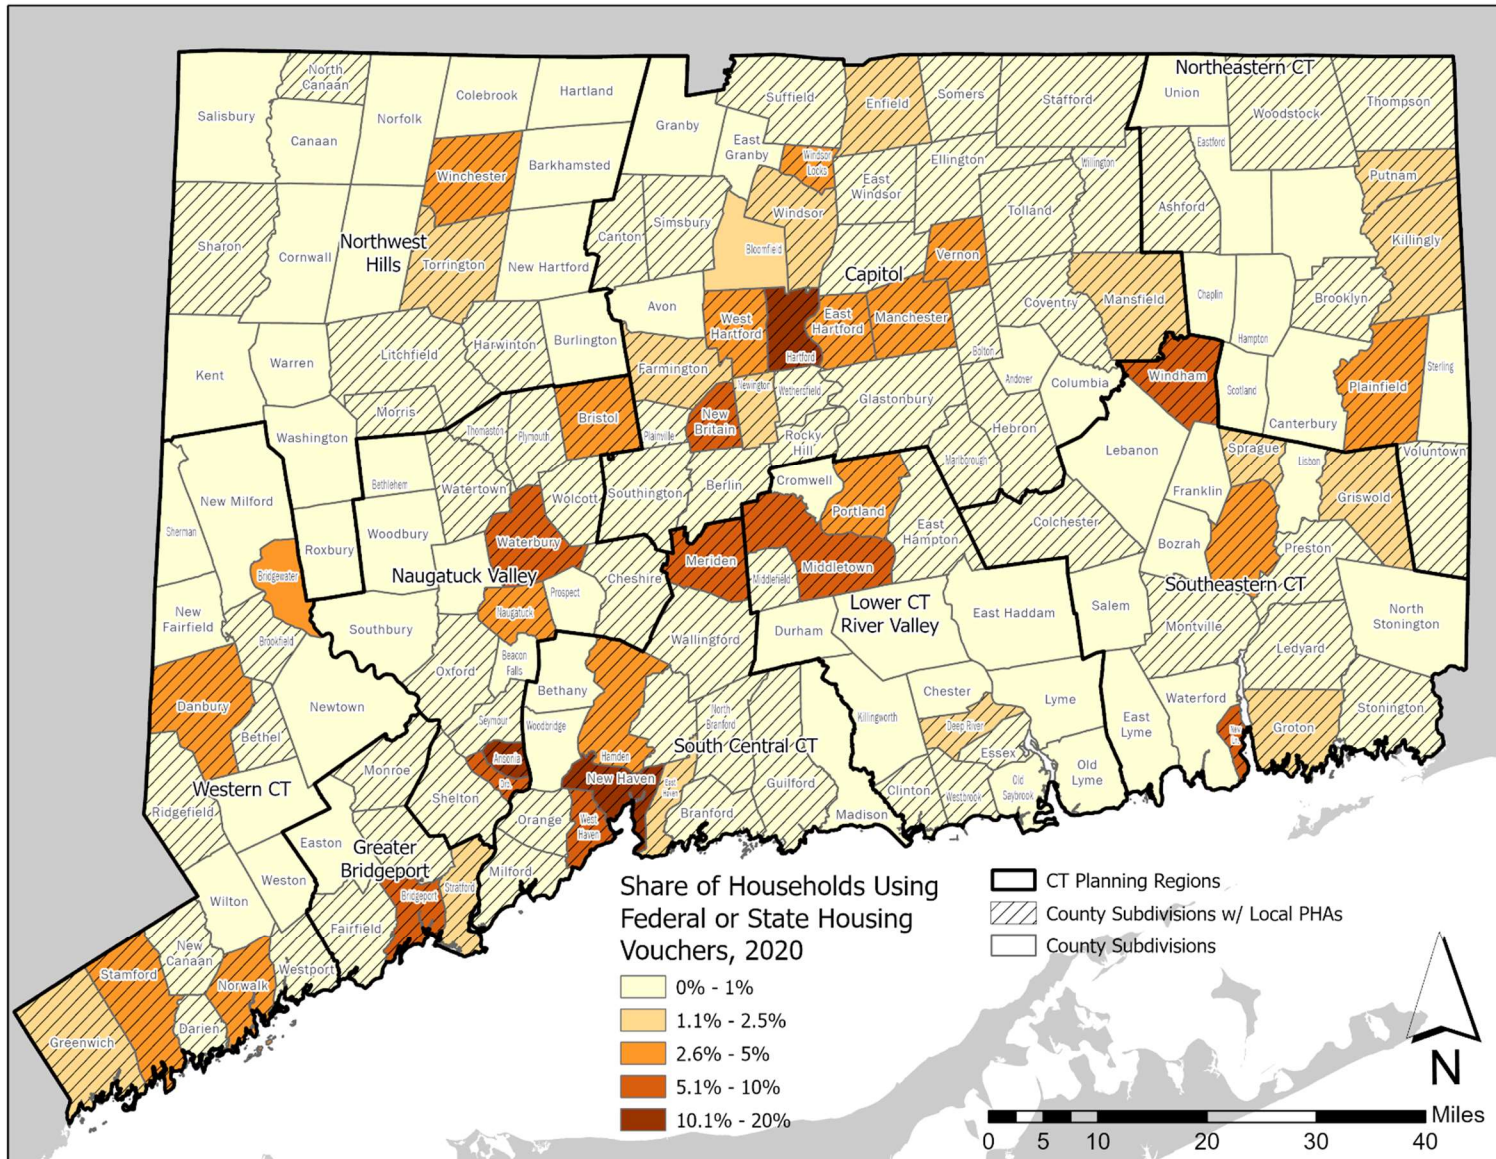 Northeastern CT
North
Canaan
Colebrook
Hartland
Union
Salisbury
Norfolk
Suffield
Enfield
Somers
Stafford
Woodstock
Thompson
Granby
Canaan
East
Granby
Eastford
Barkhamsted
Windsor
Locks
Ellington
Willington
Winchester
East
Windsor
Putnam
Ashford
Simsbury
Windsor
Tolland
Sharon
Canton
Killingly
Northwest
Hills
Cornwall
Torrington
New Hartford
Bloomfield
Vernon
Capitol
Avon
Coventry
Mansfield
Chaplin
Brooklyn
West
Hartford
East
Hartford
Manchester
Harwinton
Burlington
Hampton
Litchfield
Hartford
Bolton
Warren
Kent
Farmington
Newington
Wethersfield
Andover
Columbia
Windham
Scotland
Plainfield
Sterling
Glastonbury
Morris
Bristol
New
Britain
Canterbury
Washington
Thomaston
Plymouth
Plainville
Rocky
Hill
Hebron
Lebanon
Sprague
Lisbon
Voluntown
Marlborough
New Milford
Bethlehem
Watertown
Wolcott
Southington
Berlin
Cromwell
Franklin
Griswold
Sherman
Woodbury
Portland
East
Hampton
Colchester
Roxbury
Waterbury
Bozrah
Preston
Bridgewater
Naugatuck Valley
Cheshire
Meriden
Middlefield
Middletown
Southeastern CT
Prospect
New
Fairfield
Naugatuck
Lower CT
River Valley
East Haddam
Salem
North
Stonington
Brookfield
Southbury
Wallingford
Durham
Montville
Ledyard
Oxford
Beacon
Falls
Bethany
Chester
Lyme
Waterford
Danbury
Newtown
Seymour
Woodbridge
North
Branford
Killingworth
Deep River
East
Lyme
Groton
Stonington
Bethel
Hamden
South Central CT
Essex
Ansonia
Monroe
New Haven
East
Haven
Guilford
Old
Lyme
Western CT
Shelton
Clinton
Westbrook
Old
Saybrook
Ridgefield
Orange
West
Haven
Branford
Madison
Easton
Greater
Bridgeport
Milford
Weston
Bridgeport
Stratford
Wilton
Fairfield
New
Canaan
Westport
Stamford
Norwalk
Darien
Greenwich
Share of Households Using
Federal or State Housing
Vouchers, 2020
0% - 1%
1.1% - 2.5%
2.6% - 5%
5.1% - 10%
10.1% - 20%
CT Planning Regions
County Subdivisions w/ Local PHAs
County Subdivisions
N
Miles
0 5 10 20 30 40